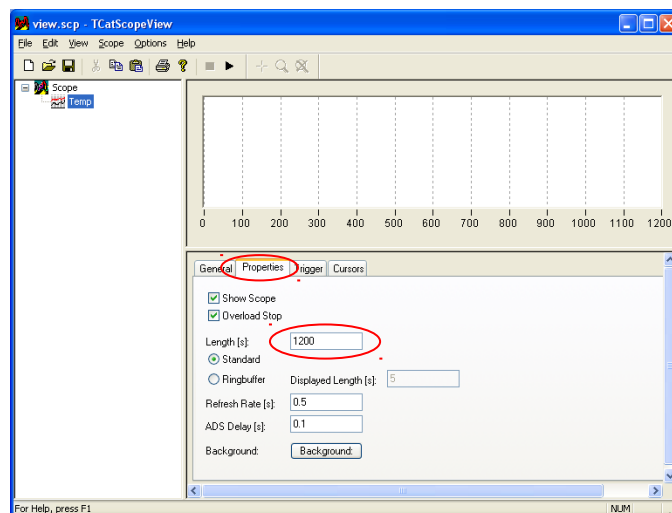 view.scp - TCatScopeView
File Edit View Scope Options Help
Scope
Temp
0 100 200 300 400 500 600 700 800 900 1000 1100 1200
General Properties Trigger Cursors
Show Scope
Overload Stop
Length [s]: 1200
Standard
Ringbuffer Displayed Length [s]: 5
Refresh Rate [s]: 0.5
ADS Delay [s]: 0.1
Background: Background:
For Help, press F1 NUM